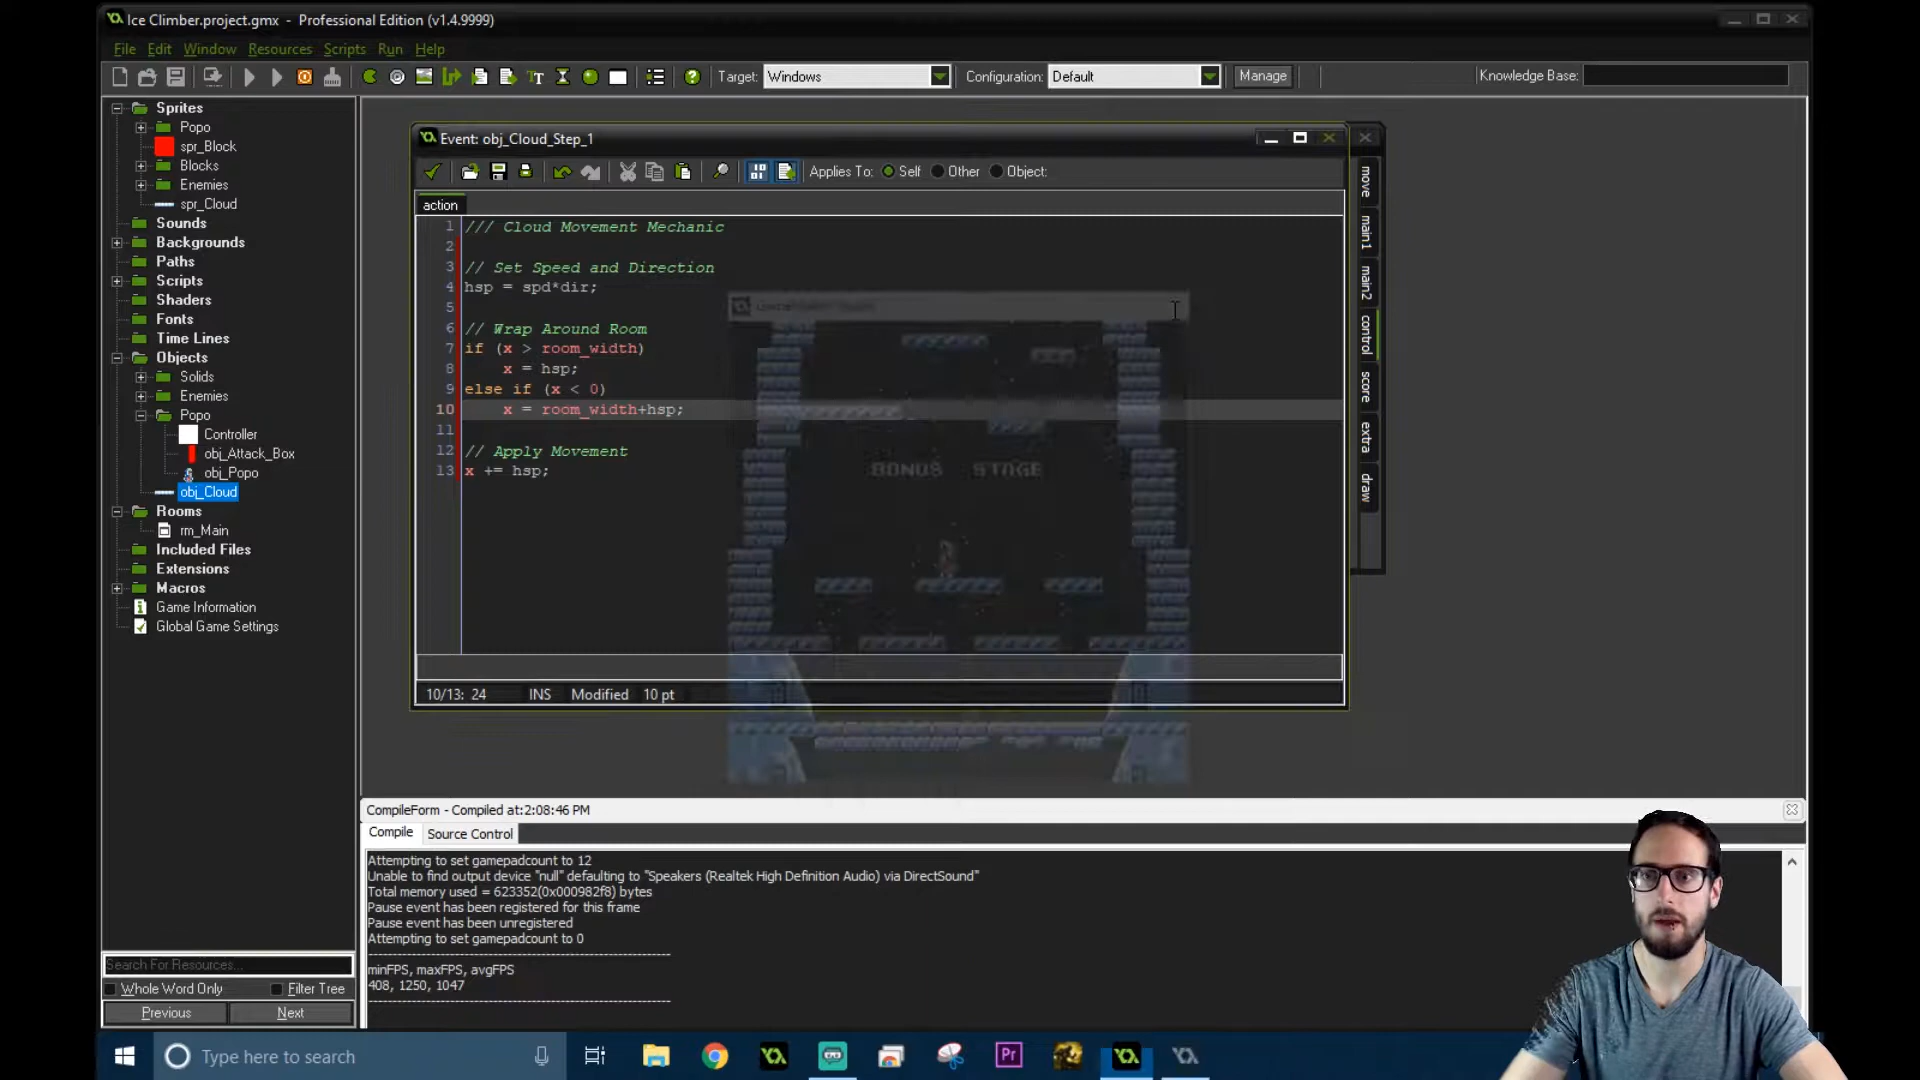 Ice Climber.project.gmx - Professional Edition (v1.4.9999)
File Edit Window Resources Scripts Run Help
Target: Windows Configuration: Default Manage Knowledge Base:
Sprites
Popo
spr_Block
Blocks
Enemies
spr_Cloud
Sounds
Backgrounds
Paths
Scripts
Shaders
Fonts
Time Lines
Objects
Solids
Enemies
Popo
Controller
obj_Attack_Box
obj_Popo
obj_Cloud
Rooms
rm_Main
Included Files
Extensions
Macros
Game Information
Global Game Settings
Search For Resources...
Whole Word Only Filter Tree
Previous Next
Event: obj_Cloud_Step_1
Applies To: Self Other Object:
action
1 /// Cloud Movement Mechanic
2
3 // Set Speed and Direction
4 hsp = spd*dir;
5
6 // Wrap Around Room
7 if (x > room_width)
8 x = hsp;
9 else if (x < 0)
10 x = room_width+hsp;
11
12 // Apply Movement
13 x += hsp;
10/13: 24 INS Modified 10 pt
BONUS STAGE
move
main1
main2
control
score
extra
draw
CompileForm - Compiled at:2:08:46 PM
Compile Source Control
Attempting to set gamepadcount to 12
Unable to find output device "null" defaulting to "Speakers (Realtek High Definition Audio) via DirectSound"
Total memory used = 623352(0x000982f8) bytes
Pause event has been registered for this frame
Pause event has been unregistered
Attempting to set gamepadcount to 0
minFPS, maxFPS, avgFPS
408, 1250, 1047
Type here to search
Pr